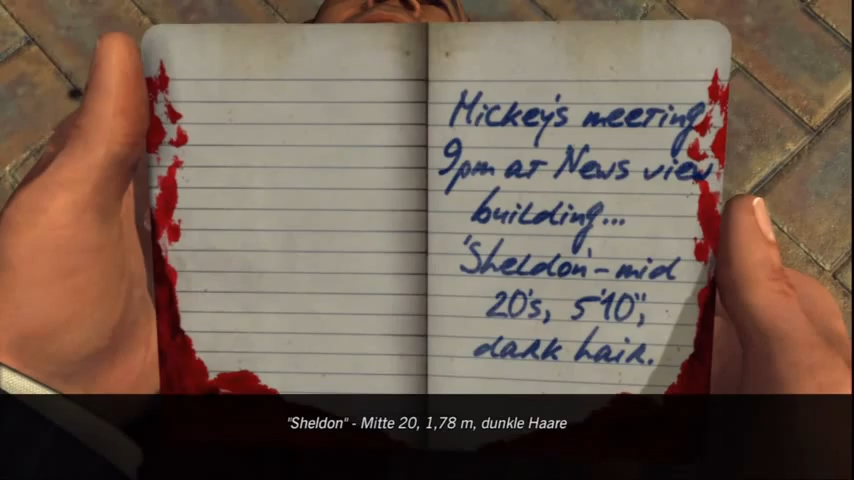 Mickey's meeting
9pm at News view
building...
'Sheldon' - mid
20's, 5'10",
dark hair.
"Sheldon" - Mitte 20, 1,78 m, dunkle Haare